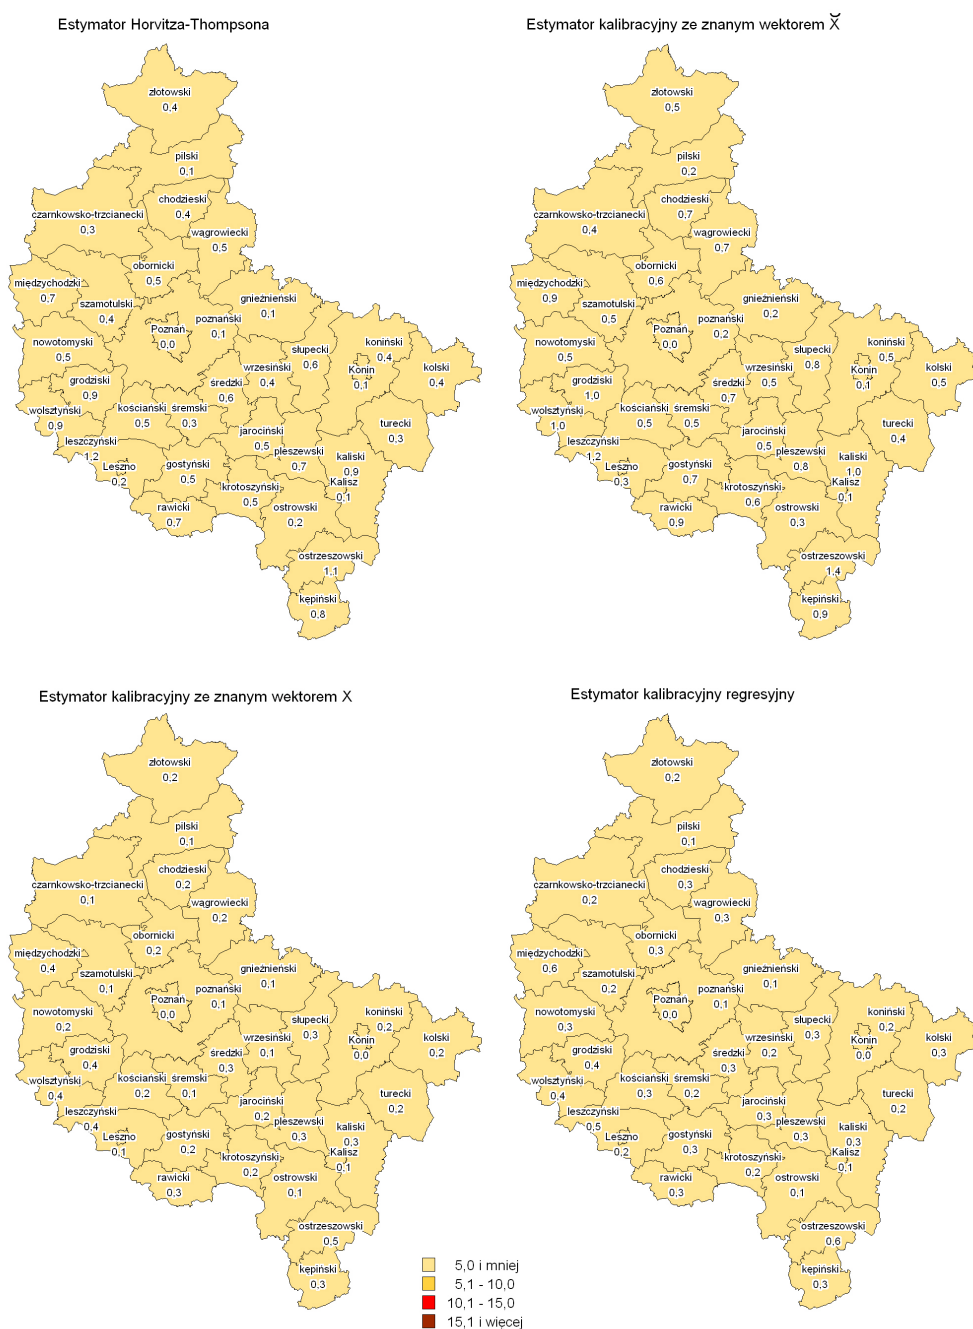 Estymator Horvitza-Thompsona
złotowski
0,4
pilski
0,1
chodzieski
0,4
czarnkowsko-trzcianecki
0,3
wągrowiecki
0,5
obornicki
0,5
międzychodzki
0,7
szamotulski
0,4
gnieźnieński
0,1
Poznań
0,0
poznański
0,1
nowotomyski
0,5
słupecki
0,6
koniński
0,4
wrzesiński
0,4
Konin
0,1
kolski
0,4
grodziski
0,9
średzki
0,6
wolsztyński
0,9
kościański
0,5
śremski
0,3
turecki
0,3
jarociński
0,5
leszczyński
1,2
pleszewski
0,7
kaliski
0,9
Leszno
0,2
gostyński
0,5
krotoszyński
0,5
Kalisz
0,1
rawicki
0,7
ostrowski
0,2
ostrzeszowski
1,1
kępiński
0,8
Estymator kalibracyjny ze znanym wektorem X̆
złotowski
0,5
pilski
0,2
chodzieski
0,7
czarnkowsko-trzcianecki
0,4
wągrowiecki
0,7
obornicki
0,6
międzychodzki
0,9
szamotulski
0,5
gnieźnieński
0,2
Poznań
0,0
poznański
0,2
nowotomyski
0,5
słupecki
0,8
koniński
0,5
wrzesiński
0,5
Konin
0,1
kolski
0,5
grodziski
1,0
średzki
0,7
wolsztyński
1,0
kościański
0,5
śremski
0,5
turecki
0,4
jarociński
0,5
leszczyński
1,2
pleszewski
0,8
kaliski
1,0
Leszno
0,3
gostyński
0,7
krotoszyński
0,6
Kalisz
0,1
rawicki
0,9
ostrowski
0,3
ostrzeszowski
1,4
kępiński
0,9
Estymator kalibracyjny ze znanym wektorem X
złotowski
0,2
pilski
0,1
chodzieski
0,2
czarnkowsko-trzcianecki
0,1
wągrowiecki
0,2
obornicki
0,2
międzychodzki
0,4
szamotulski
0,1
gnieźnieński
0,1
Poznań
0,0
poznański
0,1
nowotomyski
0,2
słupecki
0,3
koniński
0,2
wrzesiński
0,1
Konin
0,0
kolski
0,2
grodziski
0,4
średzki
0,3
wolsztyński
0,4
kościański
0,2
śremski
0,1
turecki
0,2
jarociński
0,2
leszczyński
0,4
pleszewski
0,3
kaliski
0,3
Leszno
0,1
gostyński
0,2
krotoszyński
0,2
Kalisz
0,1
rawicki
0,3
ostrowski
0,1
ostrzeszowski
0,5
kępiński
0,3
Estymator kalibracyjny regresyjny
złotowski
0,2
pilski
0,1
chodzieski
0,3
czarnkowsko-trzcianecki
0,2
wągrowiecki
0,3
obornicki
0,3
międzychodzki
0,6
szamotulski
0,2
gnieźnieński
0,1
Poznań
0,0
poznański
0,1
nowotomyski
0,3
słupecki
0,3
koniński
0,2
wrzesiński
0,2
Konin
0,0
kolski
0,3
grodziski
0,4
średzki
0,3
wolsztyński
0,4
kościański
0,3
śremski
0,2
turecki
0,2
jarociński
0,3
leszczyński
0,5
pleszewski
0,3
kaliski
0,3
Leszno
0,2
gostyński
0,3
krotoszyński
0,2
Kalisz
0,1
rawicki
0,3
ostrowski
0,1
ostrzeszowski
0,6
kępiński
0,3
5,0 i mniej
5,1 - 10,0
10,1 - 15,0
15,1 i więcej